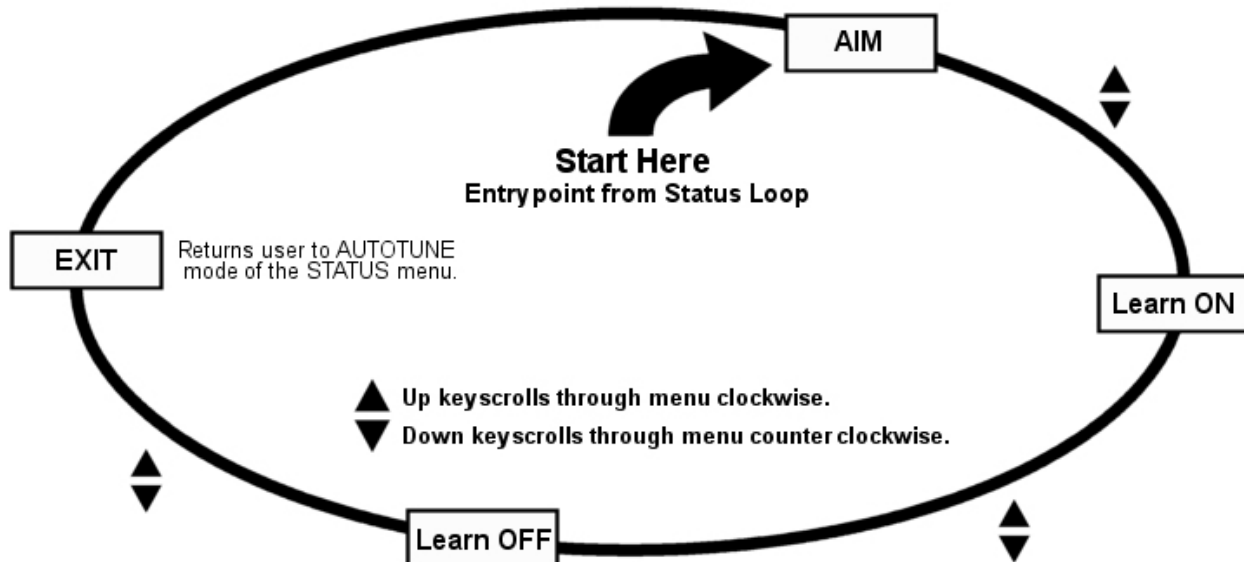 AIM
Start Here
Entrypoint from Status Loop
EXIT
Returns user to AUTOTUNE
mode of the STATUS menu.
Learn ON
Up keyscrolls through menu clockwise.
Down keyscrolls through menu counter clockwise.
Learn OFF